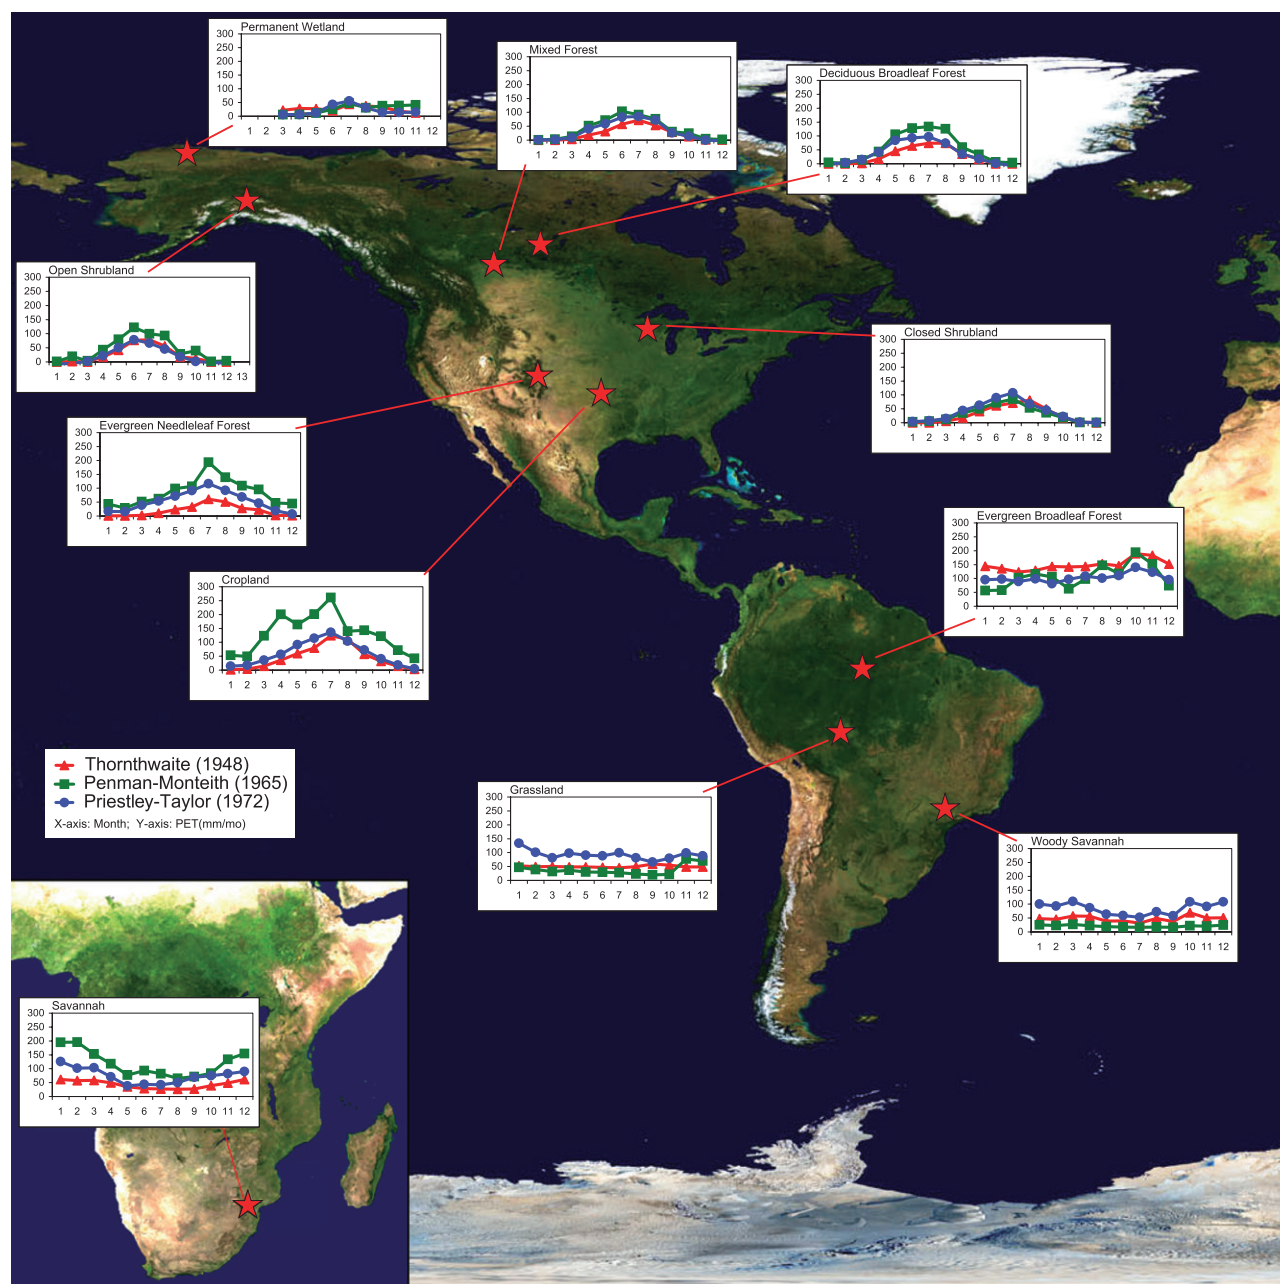 Permanent Wetland
300
250
200
150
100
50
0
1 2 3 4 5 6 7 8 9 10 11 12
Mixed Forest
300
250
200
150
100
50
0
1 2 3 4 5 6 7 8 9 10 11 12
Deciduous Broadleaf Forest
300
250
200
150
100
50
0
1 2 3 4 5 6 7 8 9 10 11 12
Open Shrubland
300
250
200
150
100
50
0
1 2 3 4 5 6 7 8 9 10 11 12 13
Closed Shrubland
300
250
200
150
100
50
0
1 2 3 4 5 6 7 8 9 10 11 12
Evergreen Needleleaf Forest
300
250
200
150
100
50
0
1 2 3 4 5 6 7 8 9 10 11 12
Evergreen Broadleaf Forest
300
250
200
150
100
50
0
1 2 3 4 5 6 7 8 9 10 11 12
Cropland
300
250
200
150
100
50
0
1 2 3 4 5 6 7 8 9 10 11 12
Thornthwaite (1948)
Penman-Monteith (1965)
Priestley-Taylor (1972)
X-axis: Month; Y-axis: PET(mm/mo)
Grassland
300
250
200
150
100
50
0
1 2 3 4 5 6 7 8 9 10 11 12
Woody Savannah
300
250
200
150
100
50
0
1 2 3 4 5 6 7 8 9 10 11 12
Savannah
300
250
200
150
100
50
0
1 2 3 4 5 6 7 8 9 10 11 12